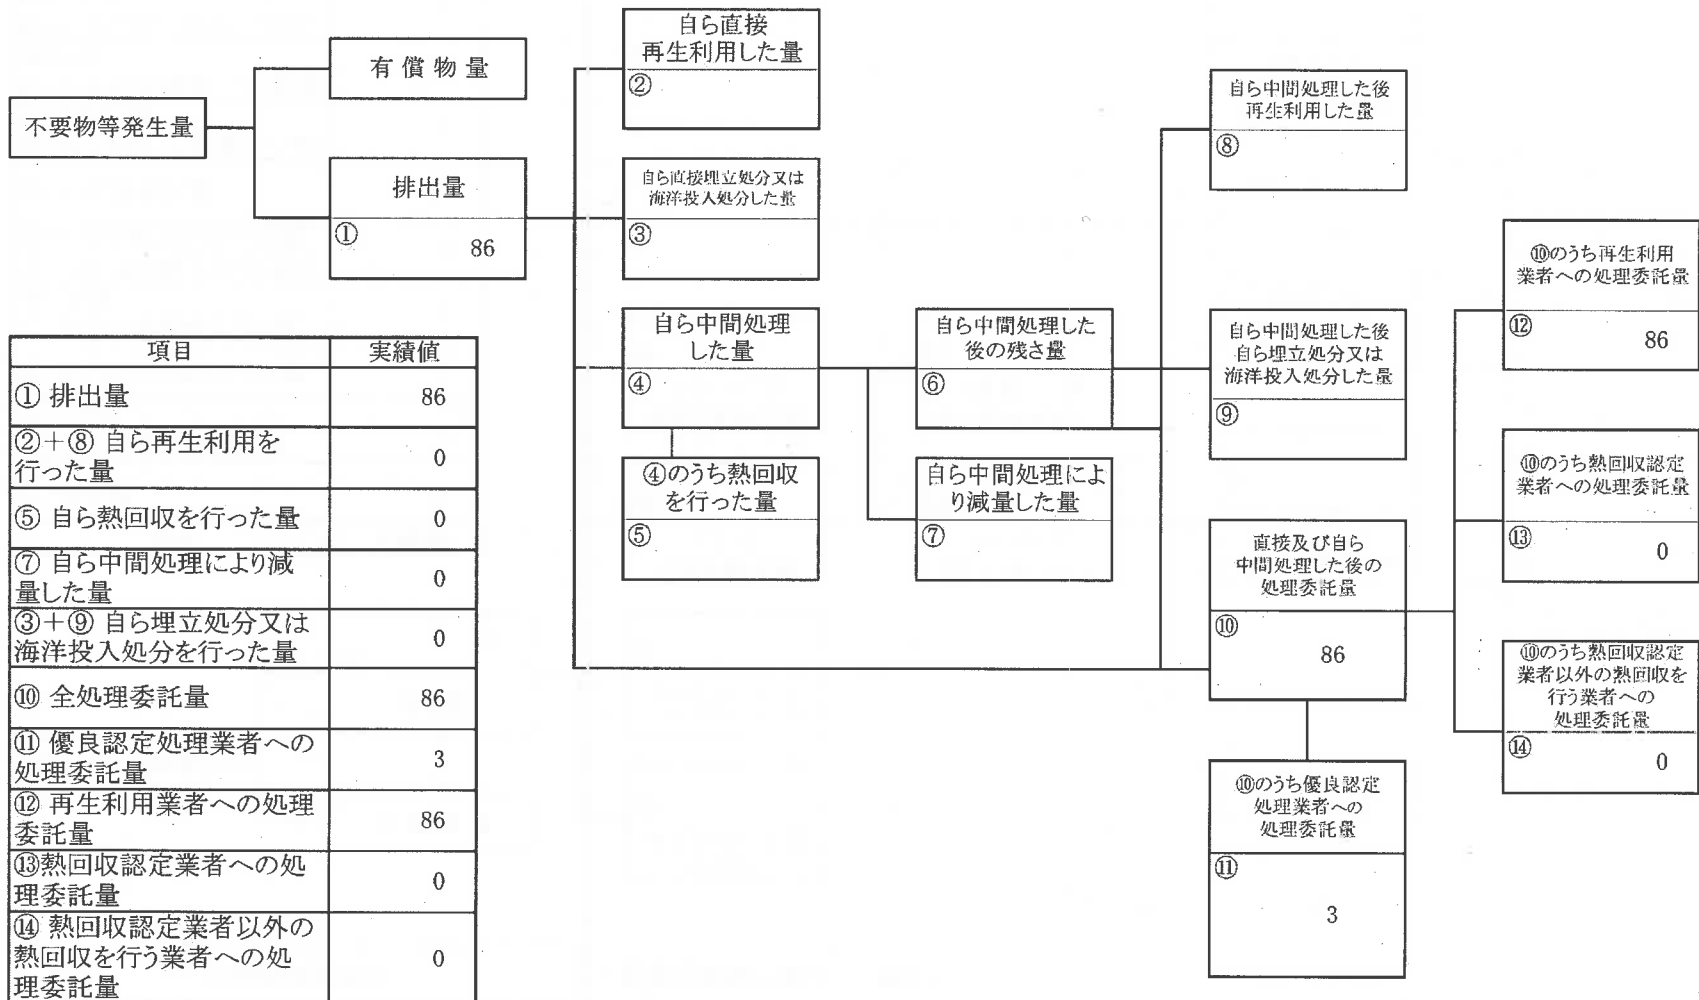 不要物等発生量
有償物量
排出量
①
86
自ら直接
再生利用した量
②
自ら直接埋立処分又は
海洋投入処分した量
③
自ら中間処理
した量
④
④のうち熱回収
を行った量
⑤
自ら中間処理した
後の残さ量
⑥
自ら中間処理によ
り減量した量
⑦
自ら中間処理した後
再生利用した量
⑧
自ら中間処理した後
自ら埋立処分又は
海洋投入処分した量
⑨
直接及び自ら
中間処理した後の
処理委託量
⑩
86
⑩のうち優良認定
処理業者への
処理委託量
⑪
3
⑩のうち再生利用
業者への処理委託量
⑫
86
⑩のうち熱回収認定
業者への処理委託量
⑬
0
⑩のうち熱回収認定
業者以外の熱回収を
行う業者への
処理委託量
⑭
0
項目 実績値
① 排出量 86
②+⑧ 自ら再生利用を
行った量 0
⑤ 自ら熱回収を行った量 0
⑦ 自ら中間処理により減
量した量 0
③+⑨ 自ら埋立処分又は
海洋投入処分を行った量 0
⑩ 全処理委託量 86
⑪ 優良認定処理業者への
処理委託量 3
⑫ 再生利用業者への処理
委託量 86
⑬熱回収認定業者への処
理委託量 0
⑭ 熱回収認定業者以外の
熱回収を行う業者への処
理委託量 0